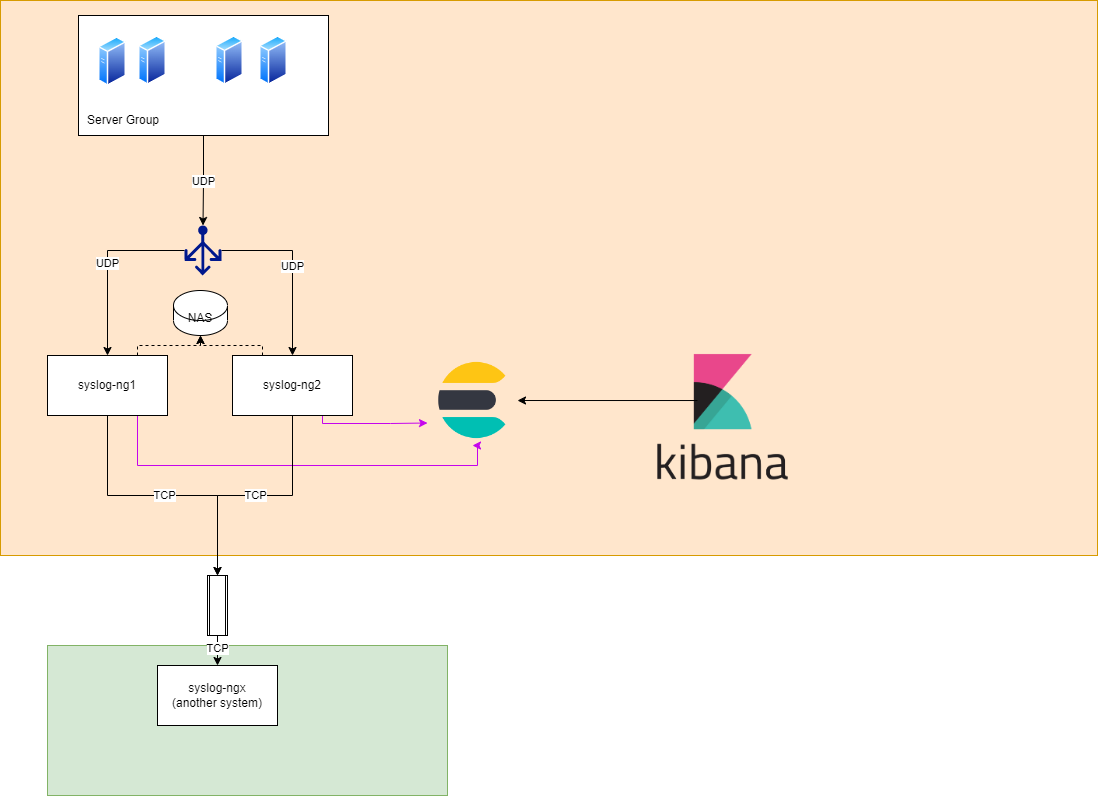 Server Group
UDP
UDP
UDP
NAS
syslog-ng1
syslog-ng2
kibana
TCP
TCP
TCP
syslog-ngx
(another system)